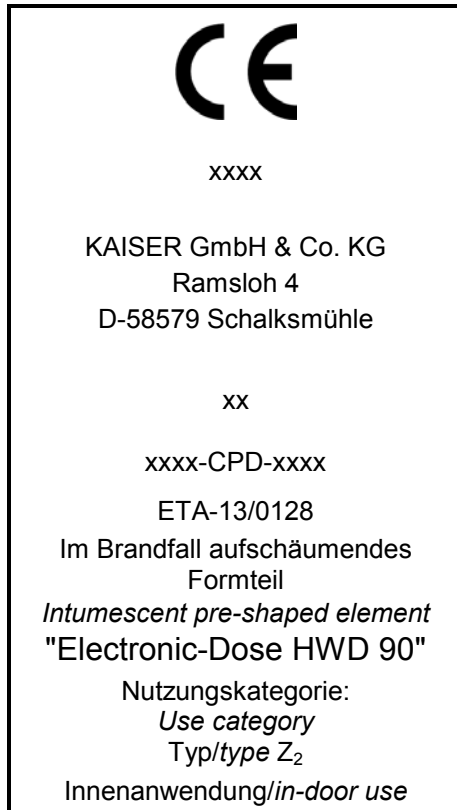 CE
xxxx
KAISER GmbH & Co. KG
Ramsloh 4
D-58579 Schalksmühle
xx
xxxx-CPD-xxxx
ETA-13/0128
Im Brandfall aufschäumendes
Formteil
Intumescent pre-shaped element
"Electronic-Dose HWD 90"
Nutzungskategorie:
Use category
Typ/type Z₂
Innenanwendung/in-door use